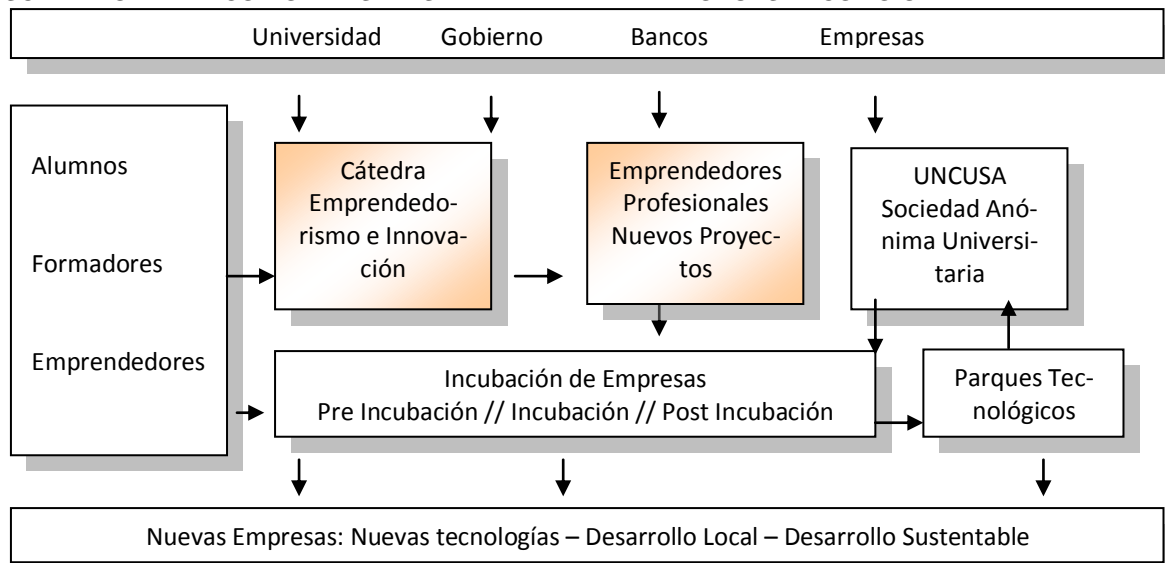 Universidad Gobierno Bancos Empresas
Alumnos
Formadores
Emprendedores
Cátedra
Emprendedo-
rismo e Innova-
ción
Emprendedores
Profesionales
Nuevos Proyec-
tos
UNCUSA
Sociedad Anó-
nima Universi-
taria
Incubación de Empresas
Pre Incubación // Incubación // Post Incubación
Parques Tec-
nológicos
Nuevas Empresas: Nuevas tecnologías – Desarrollo Local – Desarrollo Sustentable